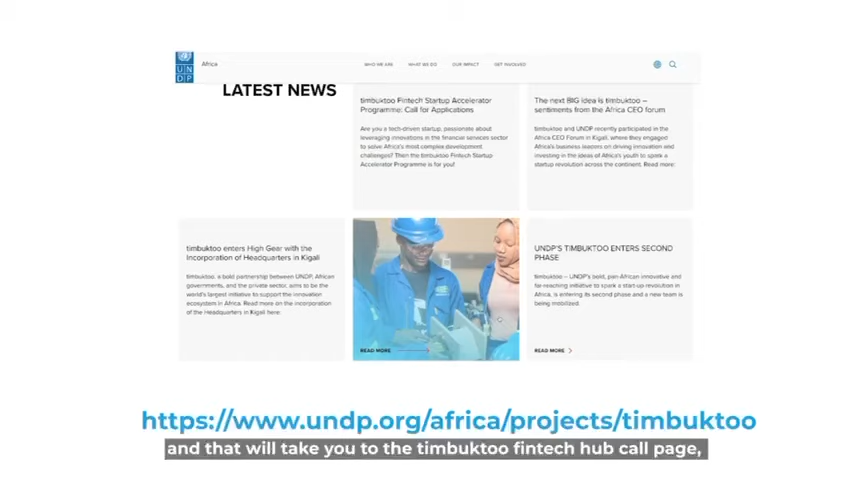 UN
DP
Africa
WHO WE ARE
WHAT WE DO
OUR IMPACT
GET INVOLVED
LATEST NEWS
timbuktoo Fintech Startup Accelerator
Programme: Call for Applications
Are you a tech-driven startup, passionate about
leveraging innovations in the financial services sector
to solve Africa's most complex development
challenges? Then the timbuktoo Fintech Startup
Accelerator Programme is for you!
The next BIG idea is timbuktoo –
sentiments from the Africa CEO forum
timbuktoo and UNDP recently participated in the
Africa CEO Forum in Kigali, where they engaged
Africa's business leaders on driving innovation and
investing in the ideas of Africa's youth to spark a
startup revolution across the continent. Read more:
timbuktoo enters High Gear with the
Incorporation of Headquarters in Kigali
timbuktoo, a bold partnership between UNDP, African
governments, and the private sector, aims to be the
world's largest initiative to support the innovation
ecosystem in Africa. Read more on the incorporation
of the Headquarters in Kigali here:
READ MORE
UNDP'S TIMBUKTOO ENTERS SECOND
PHASE
timbuktoo – UNDP's bold, pan African innovative and
far-reaching initiative to spark a start-up revolution in
Africa, is entering its second phase and a new team is
being mobilized.
READ MORE
https://www.undp.org/africa/projects/timbuktoo
and that will take you to the timbuktoo fintech hub call page,